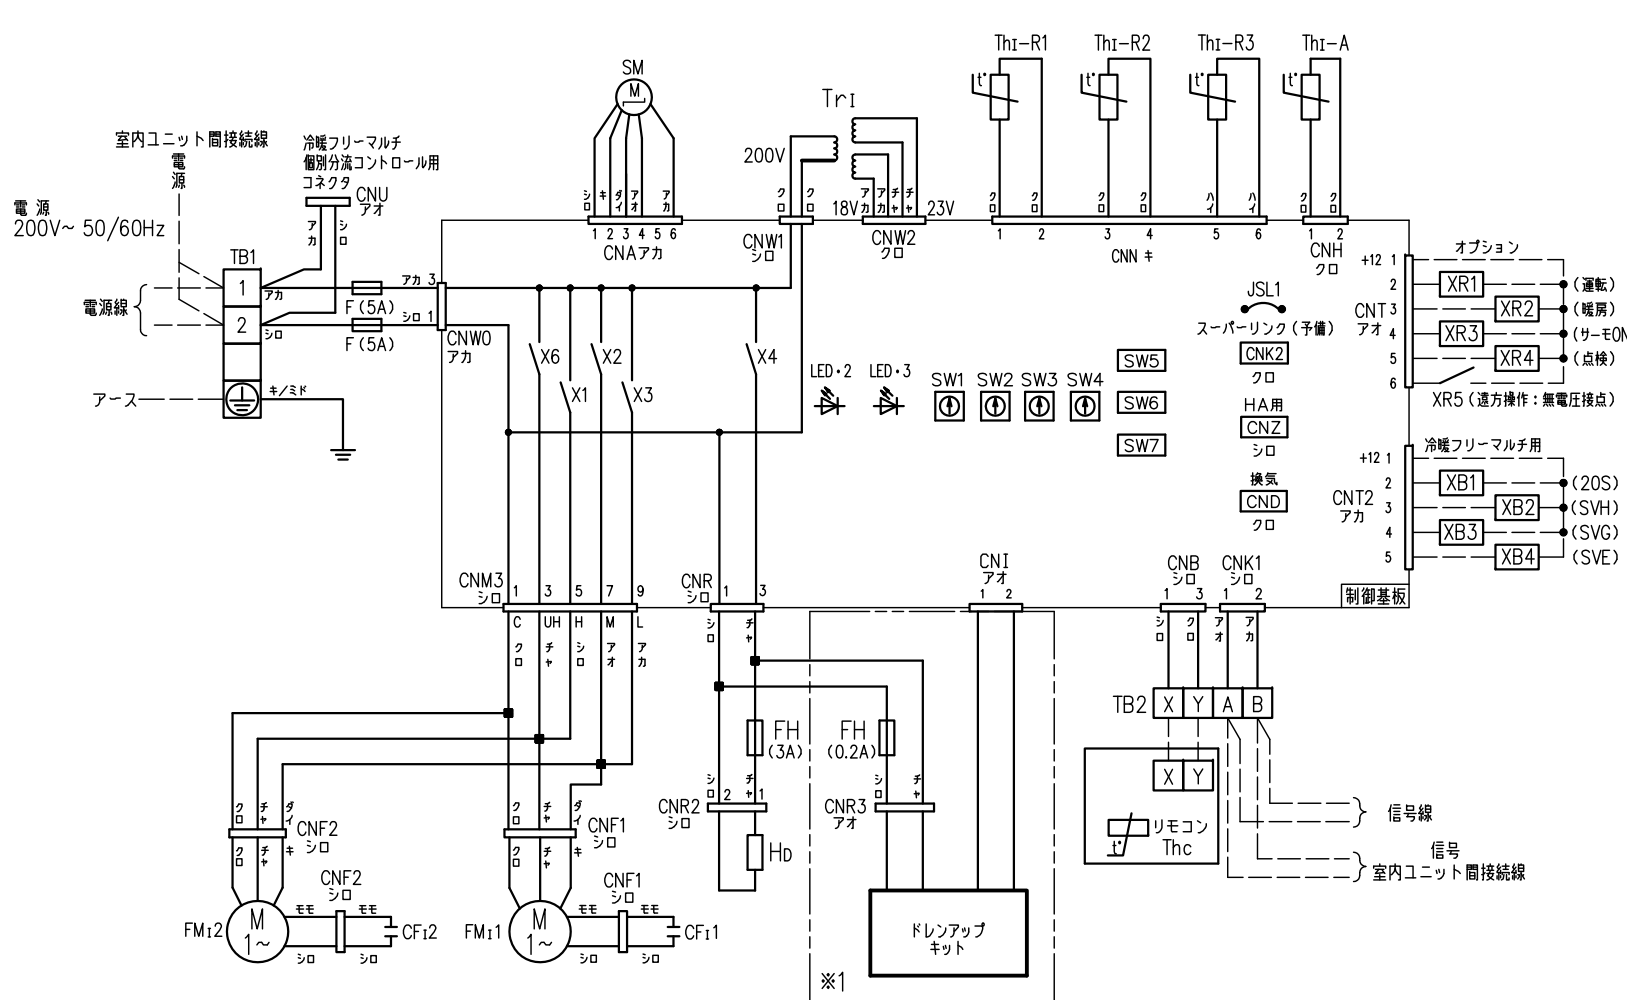 ThI-R1
ThI-R2
ThI-R3
ThI-A
t°
t°
t°
t°
SM
M
TrI
200V
室内ユニット間接続線
電源
冷暖フリーマルチ
個別分流コントロール用
コネクタ CNU
アオ
電 源
200V~ 50/60Hz
アカ
シロ
シロ
キ
ダイ
アオ
アカ
クロ
クロ
18V
アカ
アカ
チャ
チャ
23V
クロ
クロ
クロ
クロ
ハイ
ハイ
クロ
クロ
1 2 3 4 5 6
CNAアカ
CNW1
シロ
CNW2
クロ
1 2 3 4 5 6
CNN キ
1 2
CNH
クロ
オプション
TB1
1
アカ
2
シロ
電源線
アース
キ/ミド
F(5A)
F(5A)
アカ 3
シロ 1
CNW0
アカ
X6
X1
X2
X3
X4
LED・2
LED・3
SW1
SW2
SW3
SW4
SW5
SW6
SW7
JSL1
スーパーリンク(予備)
CNK2
クロ
HA用
CNZ
シロ
換気
CND
クロ
+12 1
2
CNT 3
アオ
4
5
6
XR1
XR2
XR3
XR4
(運転)
(暖房)
(サーモON
(点検)
XR5(遠方操作:無電圧接点)
冷暖フリーマルチ用
+12 1
2
CNT2
アカ
3
4
5
XB1
XB2
XB3
XB4
(20S)
(SVH)
(SVG)
(SVE)
制御基板
CNM3
シロ
1 3 5 7 9
C UH H M L
クロ
チャ
シロ
アオ
アカ
CNR
シロ
1 3
シロ
チャ
CNI
アオ
1 2
CNB
シロ
1 3
CNK1
シロ
1 2
シロ
クロ
アオ
アカ
TB2
X Y A B
X Y
リモコン
Thc
t°
信号線
信号
室内ユニット間接続線
FH
(3A)
FH
(0.2A)
シロ
2
チャ
1
CNR2
シロ
シロ
チャ
CNR3
アオ
HD
クロ
チャ
ダイ
CNF2
シロ
クロ
チャ
キ
クロ
チャ
ダイ
CNF1
シロ
クロ
チャ
キ
CNF2
シロ
CNF1
シロ
FMI2
M
1~
モモ
モモ
シロ
シロ
CFI2
FMI1
M
1~
モモ
モモ
シロ
シロ
CFI1
ドレンアップ
キット
※1